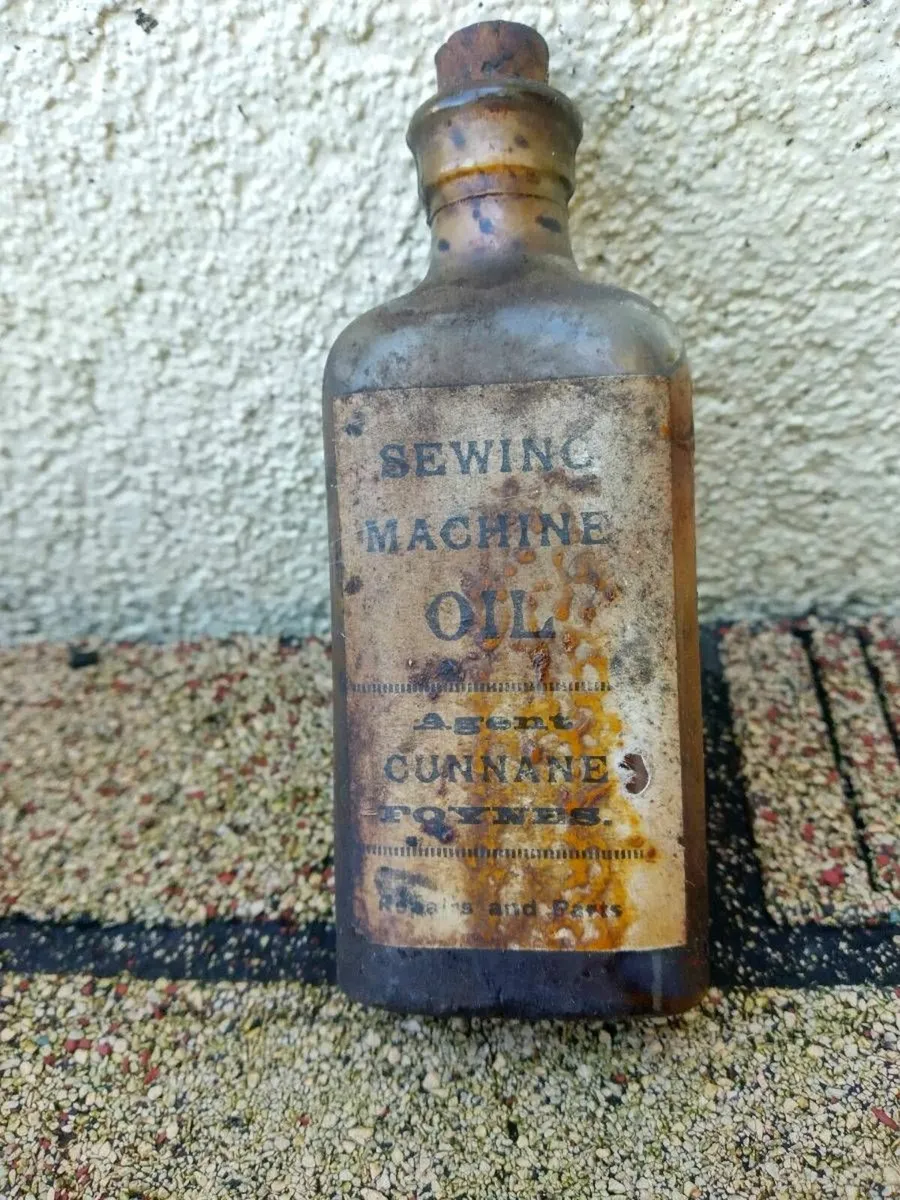 SEWING
MACHINE
OIL
Agent
CUNNANE
FOYNES.
Repairs and Parts